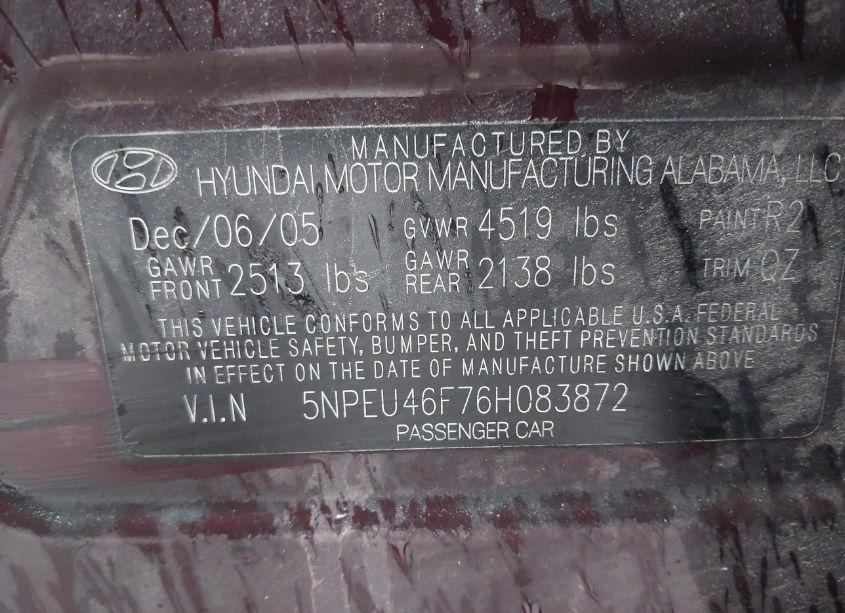 MANUFACTURED BY
HYUNDAI MOTOR MANUFACTURING ALABAMA, LLC
Dec/06/05 GVWR 4519 lbs PAINT R2
GAWR FRONT 2513 lbs GAWR REAR 2138 lbs TRIM QZ
THIS VEHICLE CONFORMS TO ALL APPLICABLE U.S.A. FEDERAL
MOTOR VEHICLE SAFETY, BUMPER, AND THEFT PREVENTION STANDARDS
IN EFFECT ON THE DATE OF MANUFACTURE SHOWN ABOVE
V.I.N 5NPEU46F76H083872
PASSENGER CAR